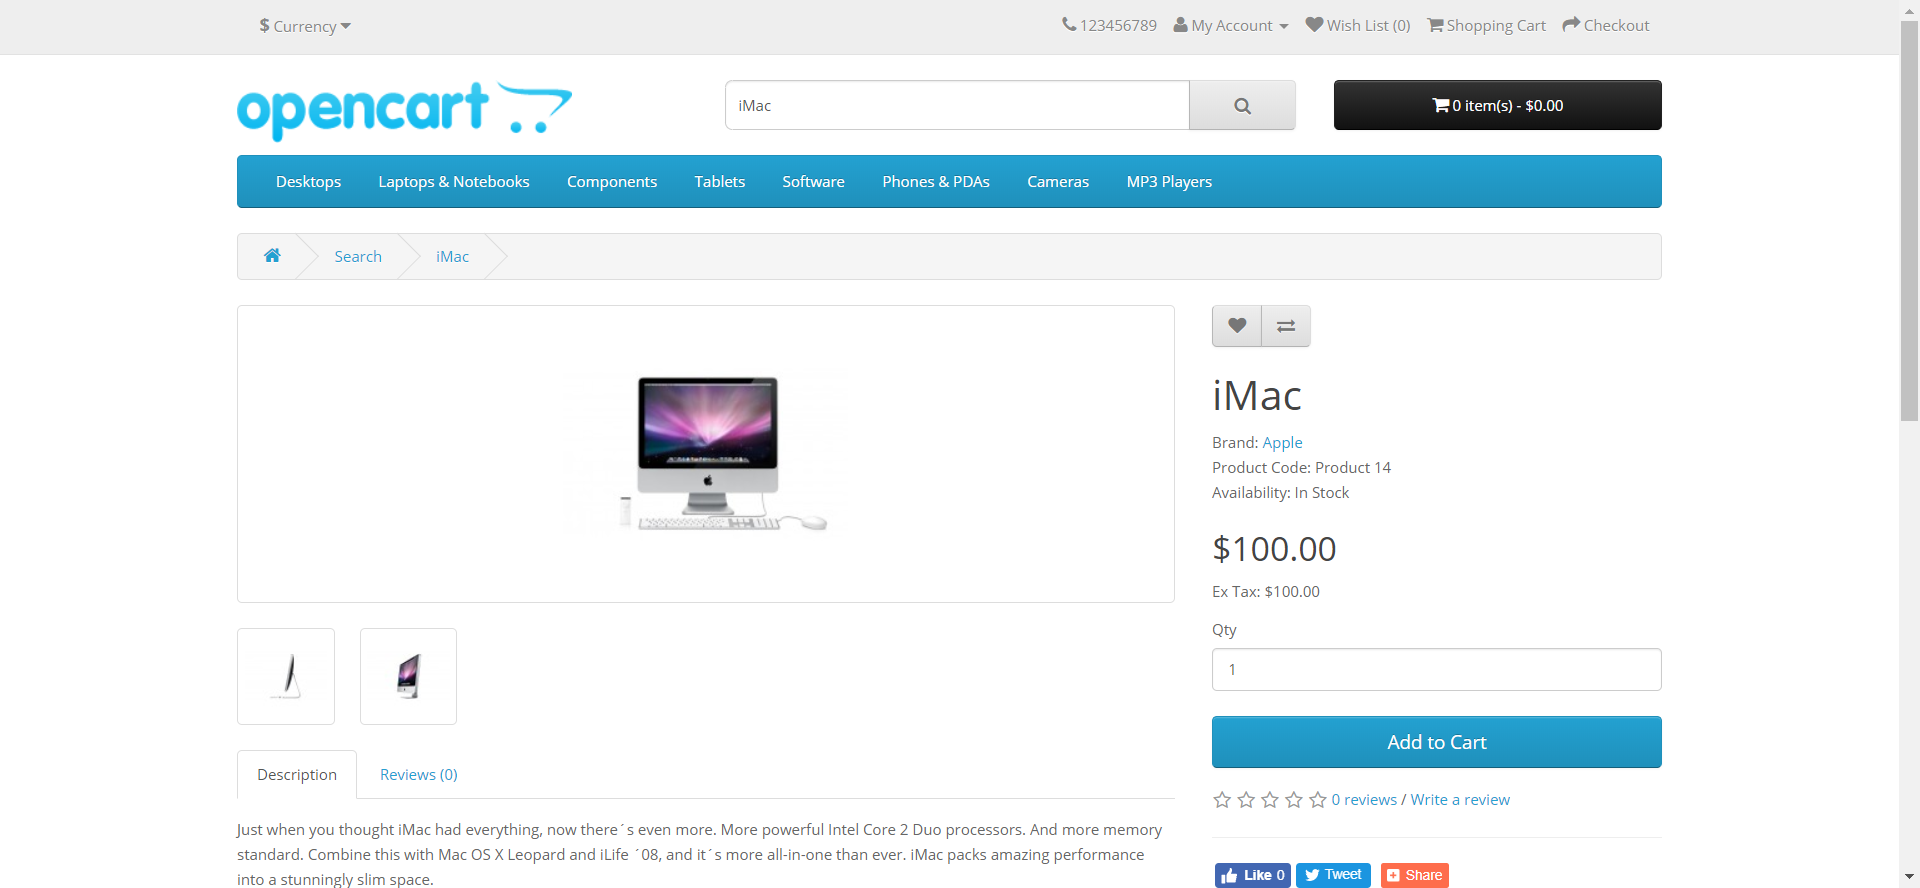 $ Currency
123456789 My Account Wish List (0) Shopping Cart Checkout
opencart
iMac
0 item(s) - $0.00
Desktops Laptops & Notebooks Components Tablets Software Phones & PDAs Cameras MP3 Players
Search iMac
iMac
Brand: Apple
Product Code: Product 14
Availability: In Stock
$100.00
Ex Tax: $100.00
Qty
1
Add to Cart
0 reviews / Write a review
Like 0 Tweet Share
Description Reviews (0)
Just when you thought iMac had everything, now there´s even more. More powerful Intel Core 2 Duo processors. And more memory
standard. Combine this with Mac OS X Leopard and iLife ´08, and it´s more all-in-one than ever. iMac packs amazing performance
into a stunningly slim space.